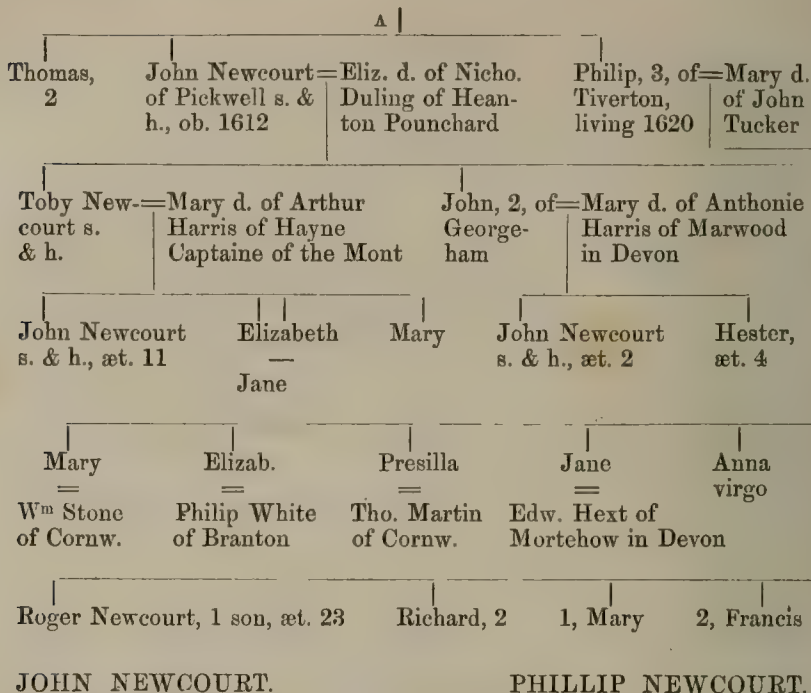 A
Thomas,
2
John Newcourt=Eliz. d. of Nicho.
of Pickwell s. & Duling of Hean-
h., ob. 1612 ton Pounchard
Philip, 3, of=Mary d.
Tiverton, of John
living 1620 Tucker
Toby New-=Mary d. of Arthur
court s. Harris of Hayne
& h. Captaine of the Mont
John, 2, of=Mary d. of Anthonie
George- Harris of Marwood
ham in Devon
John Newcourt
s. & h., æt. 11
Elizabeth
—
Jane
Mary
John Newcourt
s. & h., æt. 2
Hester,
æt. 4
Mary
=
Wm Stone
of Cornw.
Elizab.
=
Philip White
of Branton
Presilla
=
Tho. Martin
of Cornw.
Jane
=
Edw. Hext of
Mortehow in Devon
Anna
virgo
Roger Newcourt, 1 son, æt. 23 Richard, 2 1, Mary 2, Francis
JOHN NEWCOURT. PHILLIP NEWCOURT.